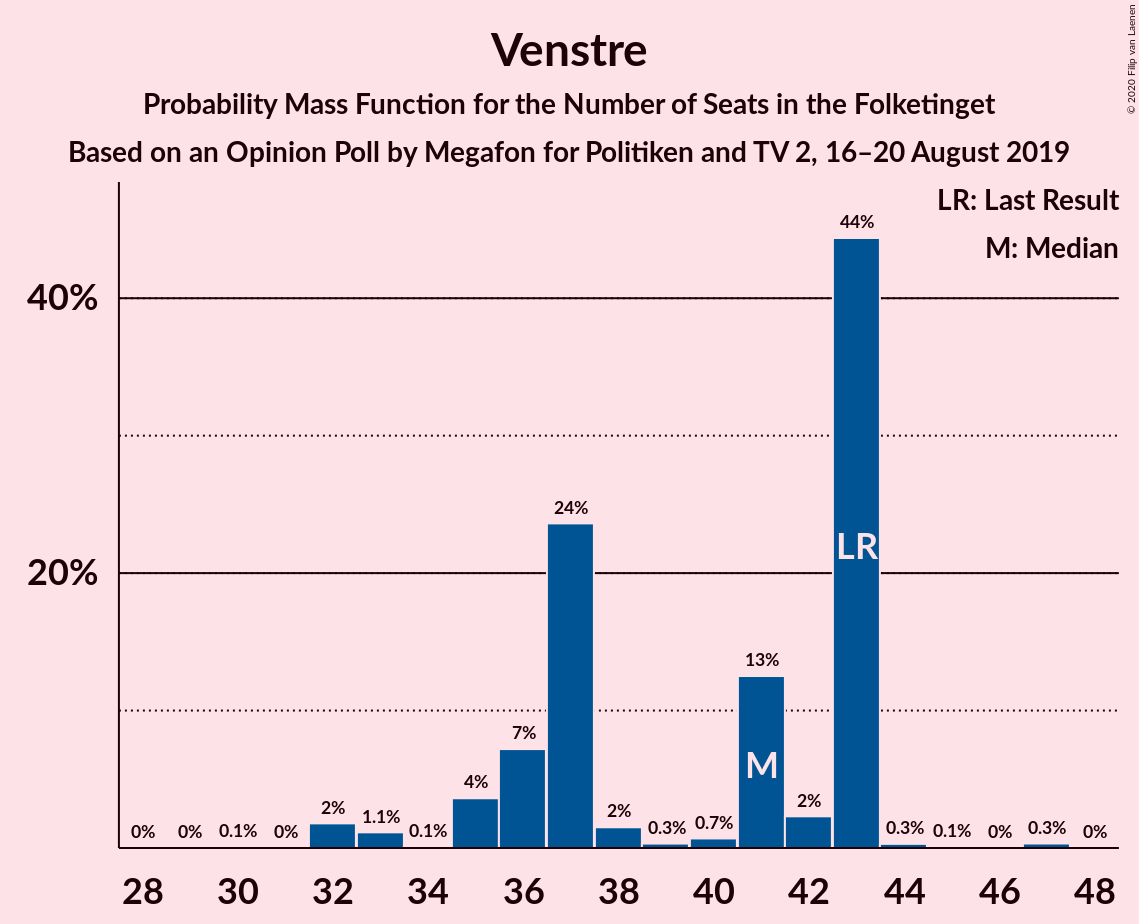 © 2020 Filip van Laenen
Venstre
Probability Mass Function for the Number of Seats in the Folketinget
Based on an Opinion Poll by Megafon for Politiken and TV 2, 16–20 August 2019
LR: Last Result
M: Median
40%
20%
0%
0%
0.1%
0%
2%
1.1%
0.1%
4%
7%
24%
2%
0.3%
0.7%
13%
2%
44%
0.3%
0.1%
0%
0.3%
0%
M
LR
28 30 32 34 36 38 40 42 44 46 48